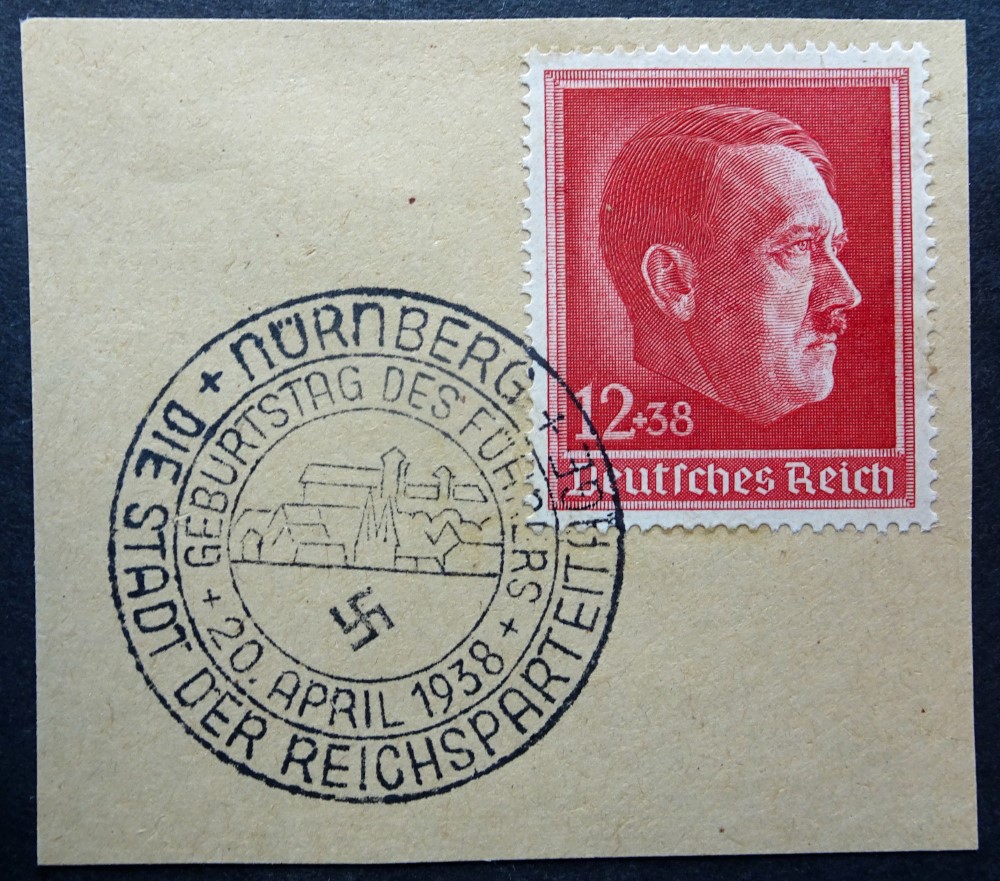 12+38
Deutsches Reich
NÜRNBERG
DIE STADT DER REICHSPARTEITAGE
GEBURTSTAG DES FÜHRERS
20. APRIL 1938